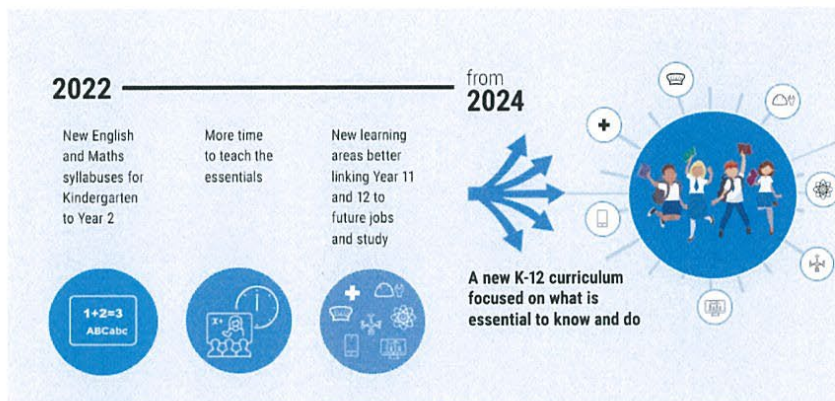 2022
from
2024
New English
and Maths
syllabuses for
Kindergarten
to Year 2
More time
to teach the
essentials
New learning
areas better
linking Year 11
and 12 to
future jobs
and study
A new K-12 curriculum
focused on what is
essential to know and do
1+2=3
ABCabc